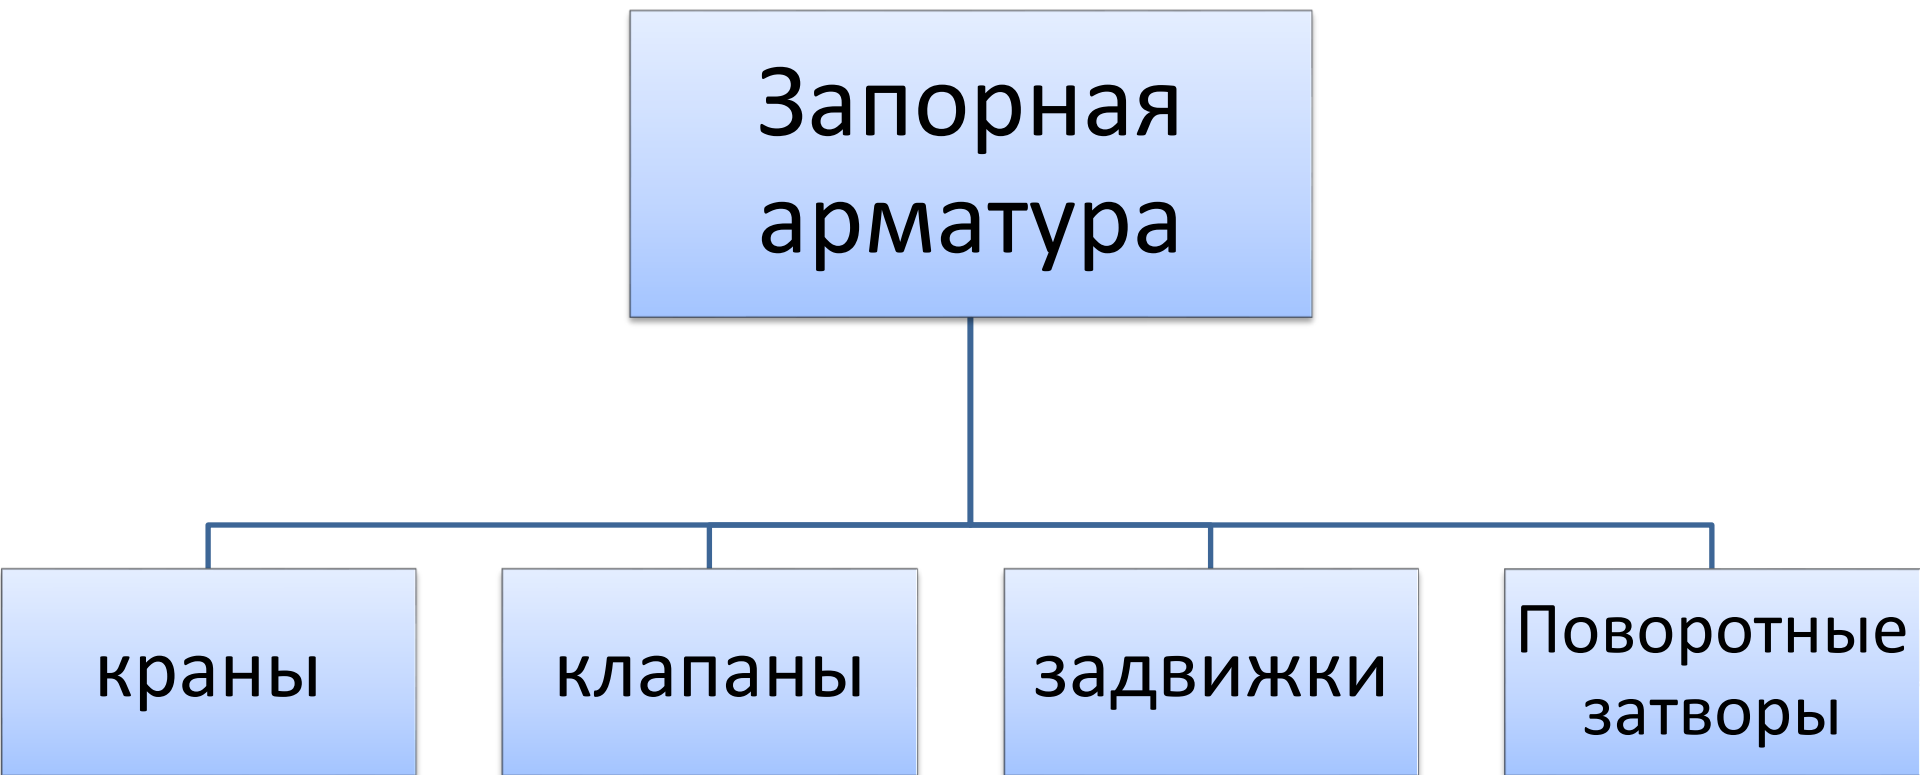 Запорная
арматура
краны
клапаны
задвижки
Поворотные
затворы